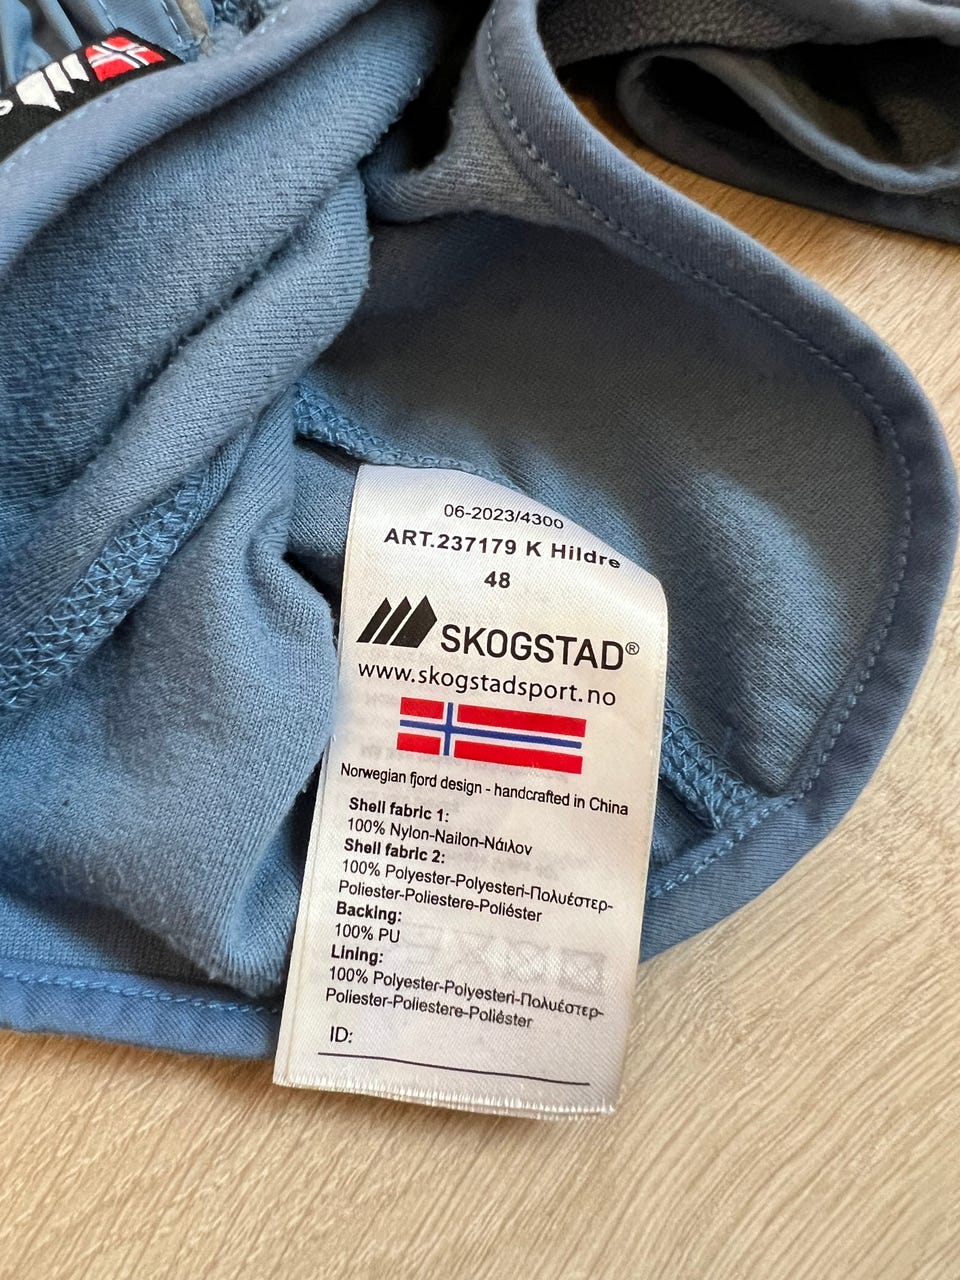 06-2023/4300
ART.237179 K Hildre
48
SKOGSTAD®
www.skogstadsport.no
Norwegian fjord design - handcrafted in China
Shell fabric 1:
100% Nylon-Nailon-Νάιλον
Shell fabric 2:
100% Polyester-Polyesteri-Πολυέστερ-
Poliester-Poliestere-Poliéster
Backing:
100% PU
Lining:
100% Polyester-Polyesteri-Πολυέστερ-
Poliester-Poliestere-Poliéster
ID: